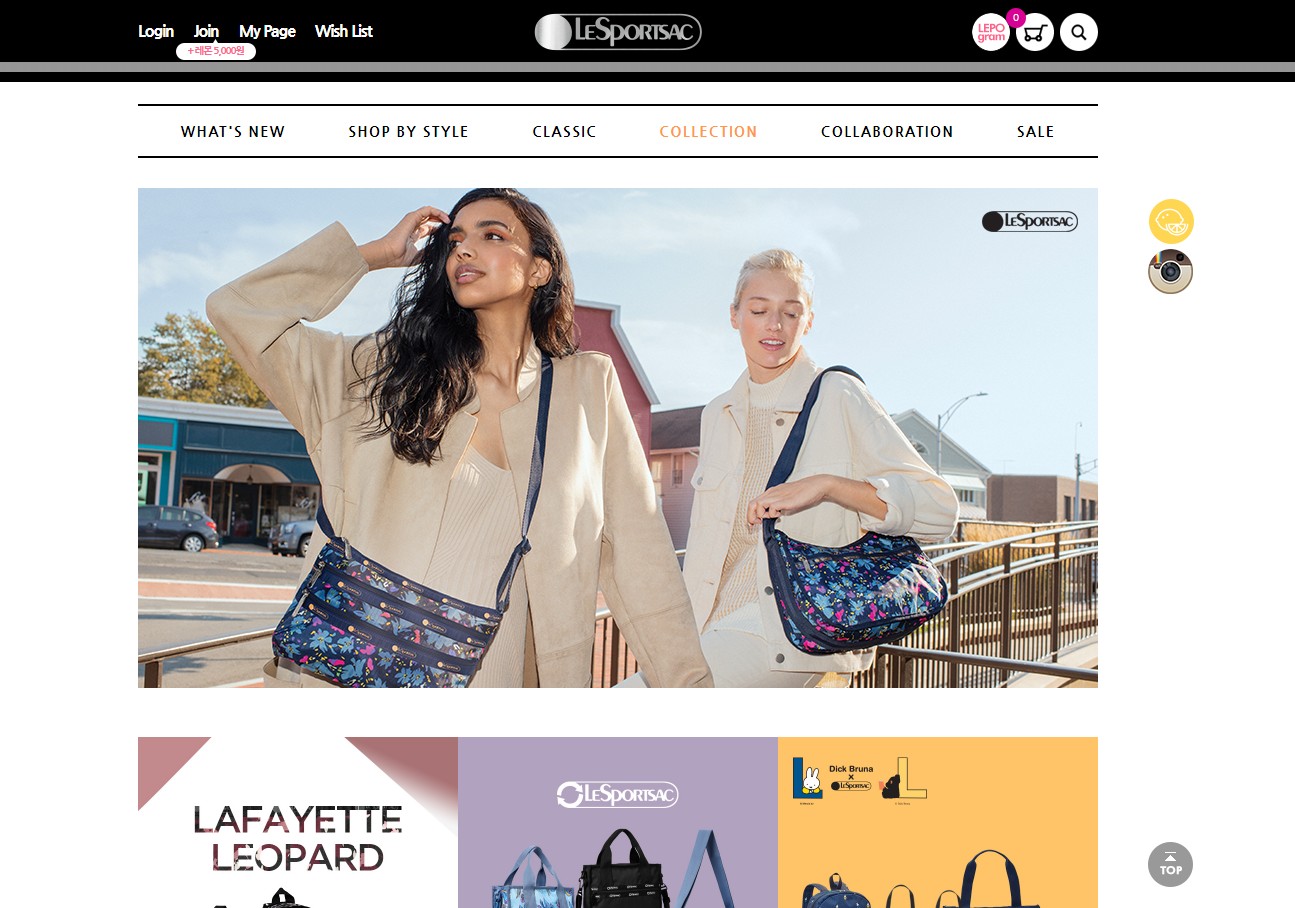 Login Join My Page Wish List
+레몬 5,000원
LESPORTSAC
LEPO
gram
0
WHAT'S NEW SHOP BY STYLE CLASSIC COLLECTION COLLABORATION SALE
LESPORTSAC
LAFAYETTE
LEOPARD
LESPORTSAC
Dick Bruna
×
LESPORTSAC
TOP